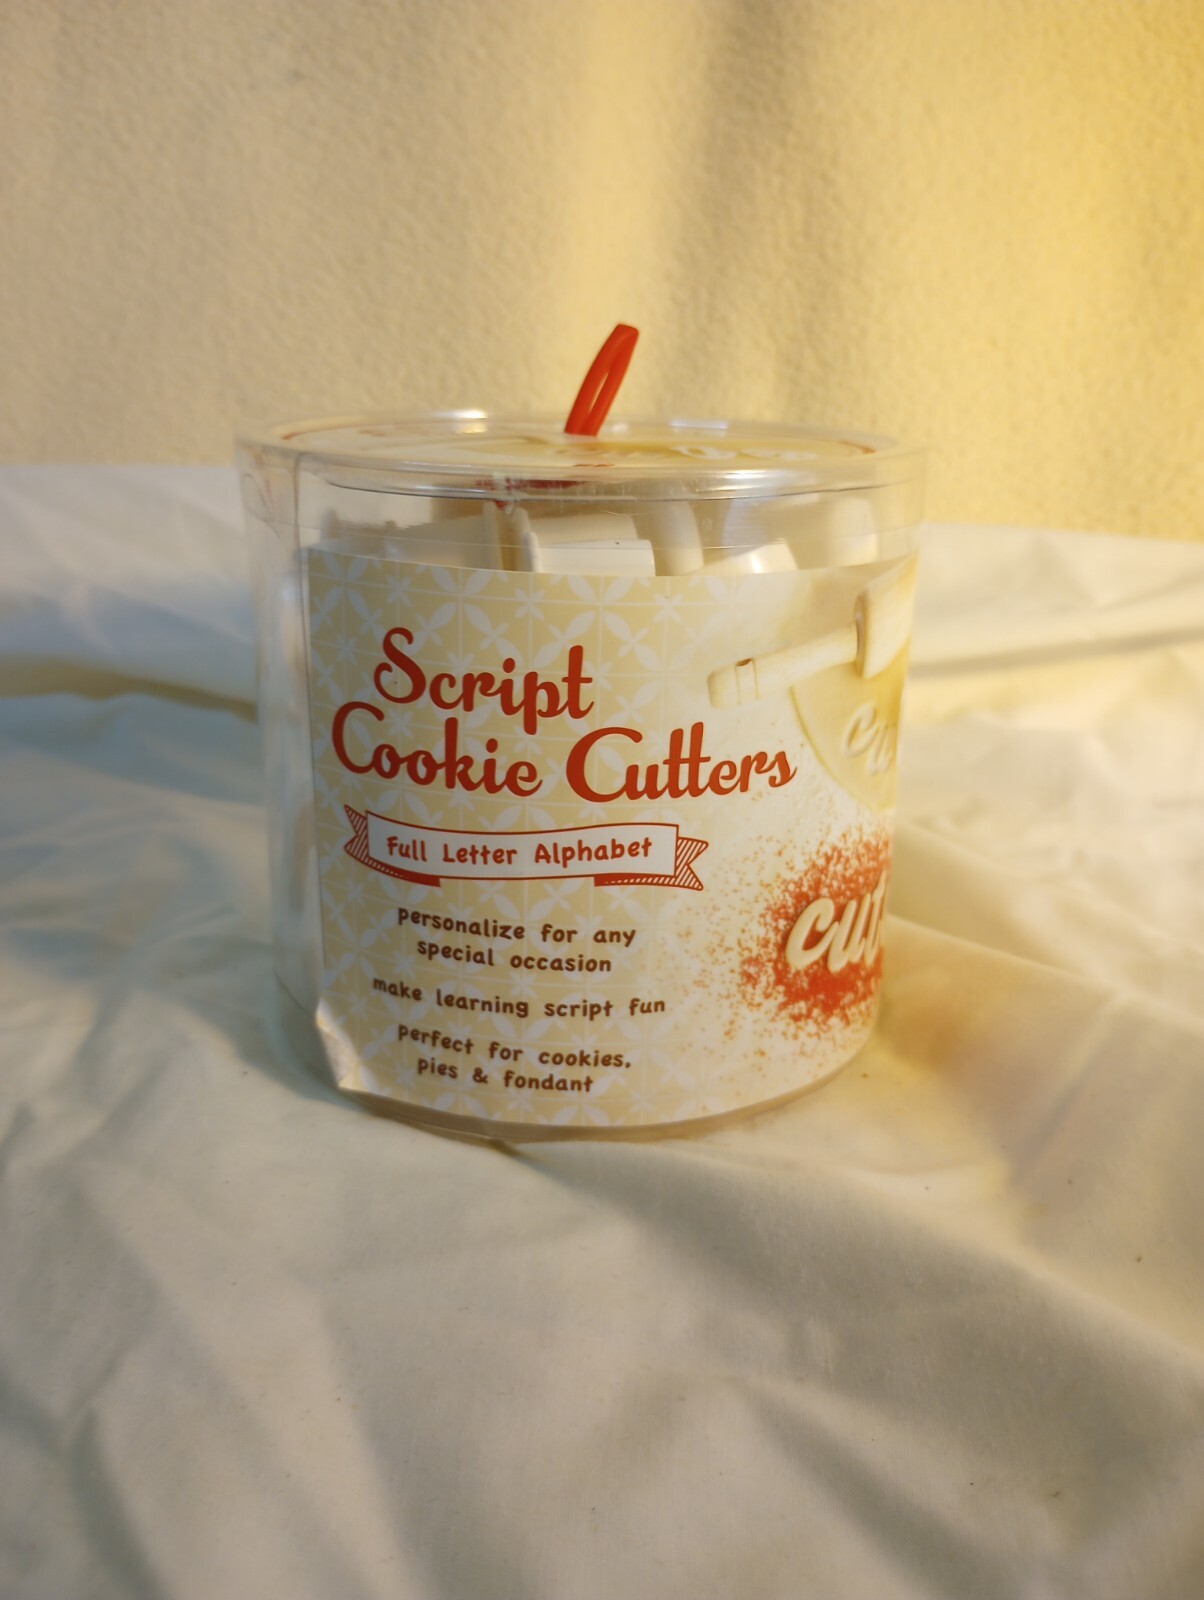 Script
Cookie Cutters
Full Letter Alphabet
personalize for any
special occasion
make learning script fun
perfect for cookies,
pies & fondant